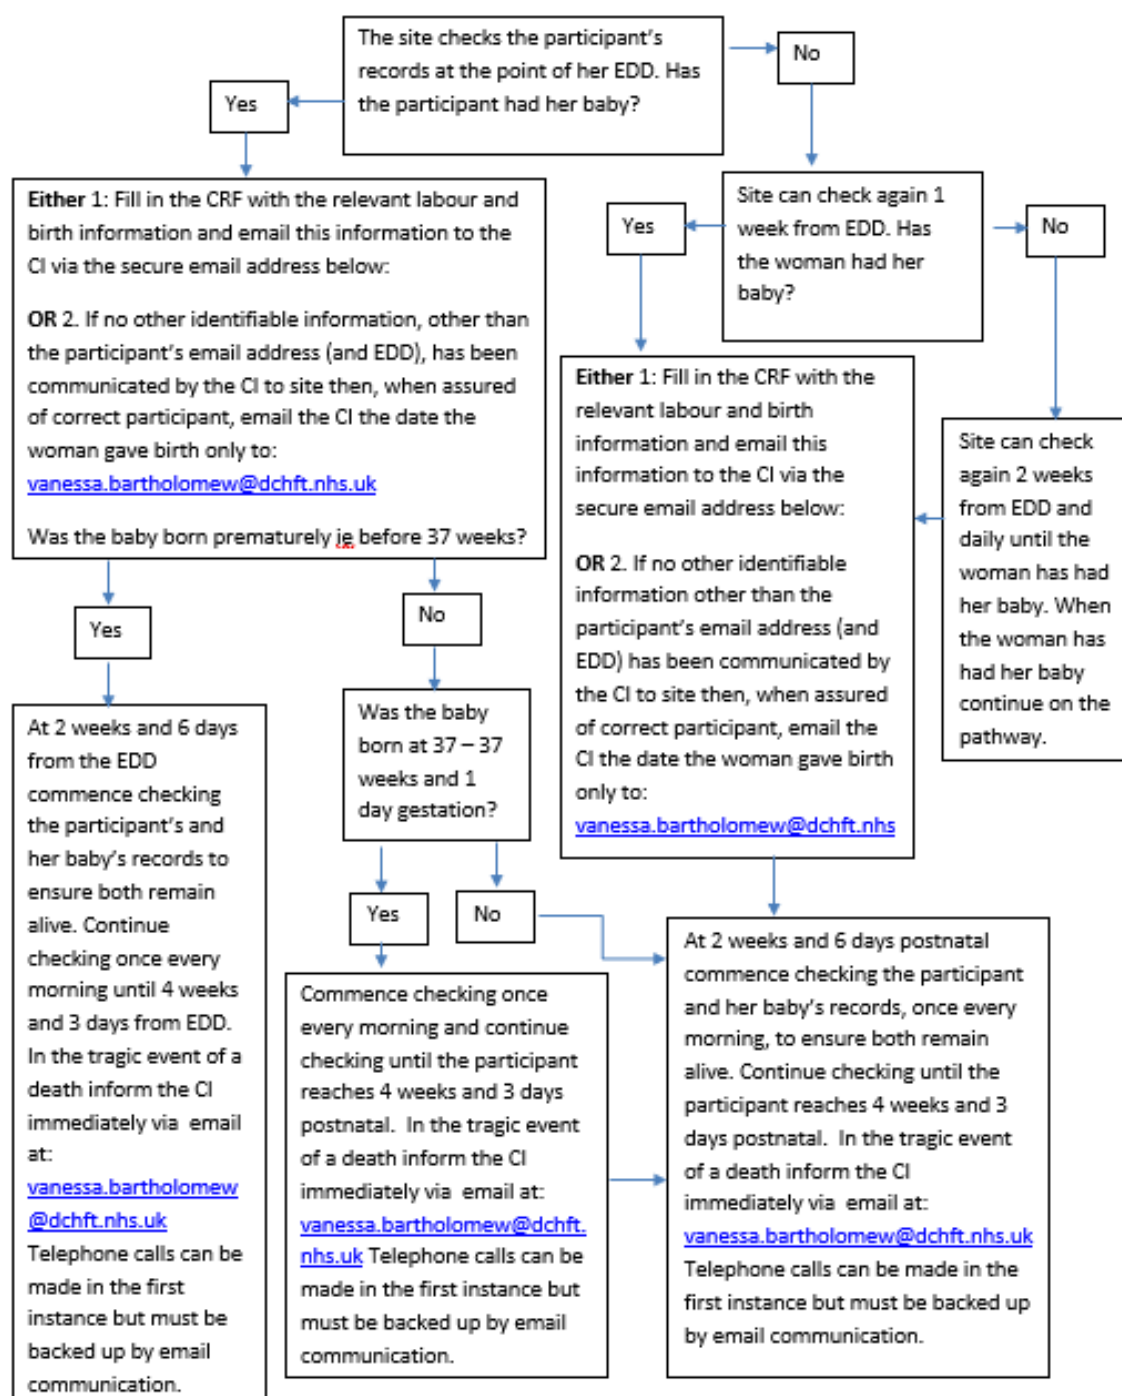 The site checks the participant's
records at the point of her EDD. Has
the participant had her baby?
No
Yes
Either 1: Fill in the CRF with the relevant labour and
birth information and email this information to the
CI via the secure email address below:
OR 2. If no other identifiable information, other than
the participant's email address (and EDD), has been
communicated by the CI to site then, when assured
of correct participant, email the CI the date the
woman gave birth only to:
vanessa.bartholomew@dchft.nhs.uk
Was the baby born prematurely ie before 37 weeks?
Site can check again 1
week from EDD. Has
the woman had her
baby?
Yes
No
Either 1: Fill in the CRF with the
relevant labour and birth
information and email this
information to the CI via the
secure email address below:
OR 2. If no other identifiable
information other than the
participant's email address (and
EDD) has been communicated by
the CI to site then, when assured
of correct participant, email the
CI the date the woman gave birth
only to:
vanessa.bartholomew@dchft.nhs
Site can check
again 2 weeks
from EDD and
daily until the
woman has had
her baby. When
the woman has
had her baby
continue on the
pathway.
Yes
No
At 2 weeks and 6 days
from the EDD
commence checking
the participant's and
her baby's records to
ensure both remain
alive. Continue
checking once every
morning until 4 weeks
and 3 days from EDD.
In the tragic event of a
death inform the CI
immediately via  email
at:
vanessa.bartholomew
@dchft.nhs.uk
Telephone calls can be
made in the first
instance but must be
backed up by email
communication.
Was the baby
born at 37 – 37
weeks and 1
day gestation?
Yes
No
Commence checking once
every morning and continue
checking until the participant
reaches 4 weeks and 3 days
postnatal.  In the tragic event
of a death inform the CI
immediately via  email at:
vanessa.bartholomew@dchft.
nhs.uk Telephone calls can be
made in the first instance but
must be backed up by email
communication.
At 2 weeks and 6 days postnatal
commence checking the participant
and her baby's records, once every
morning, to ensure both remain
alive. Continue checking until the
participant reaches 4 weeks and 3
days postnatal.  In the tragic event
of a death inform the CI
immediately via  email at:
vanessa.bartholomew@dchft.nhs.uk
Telephone calls can be made in the
first instance but must be backed up
by email communication.